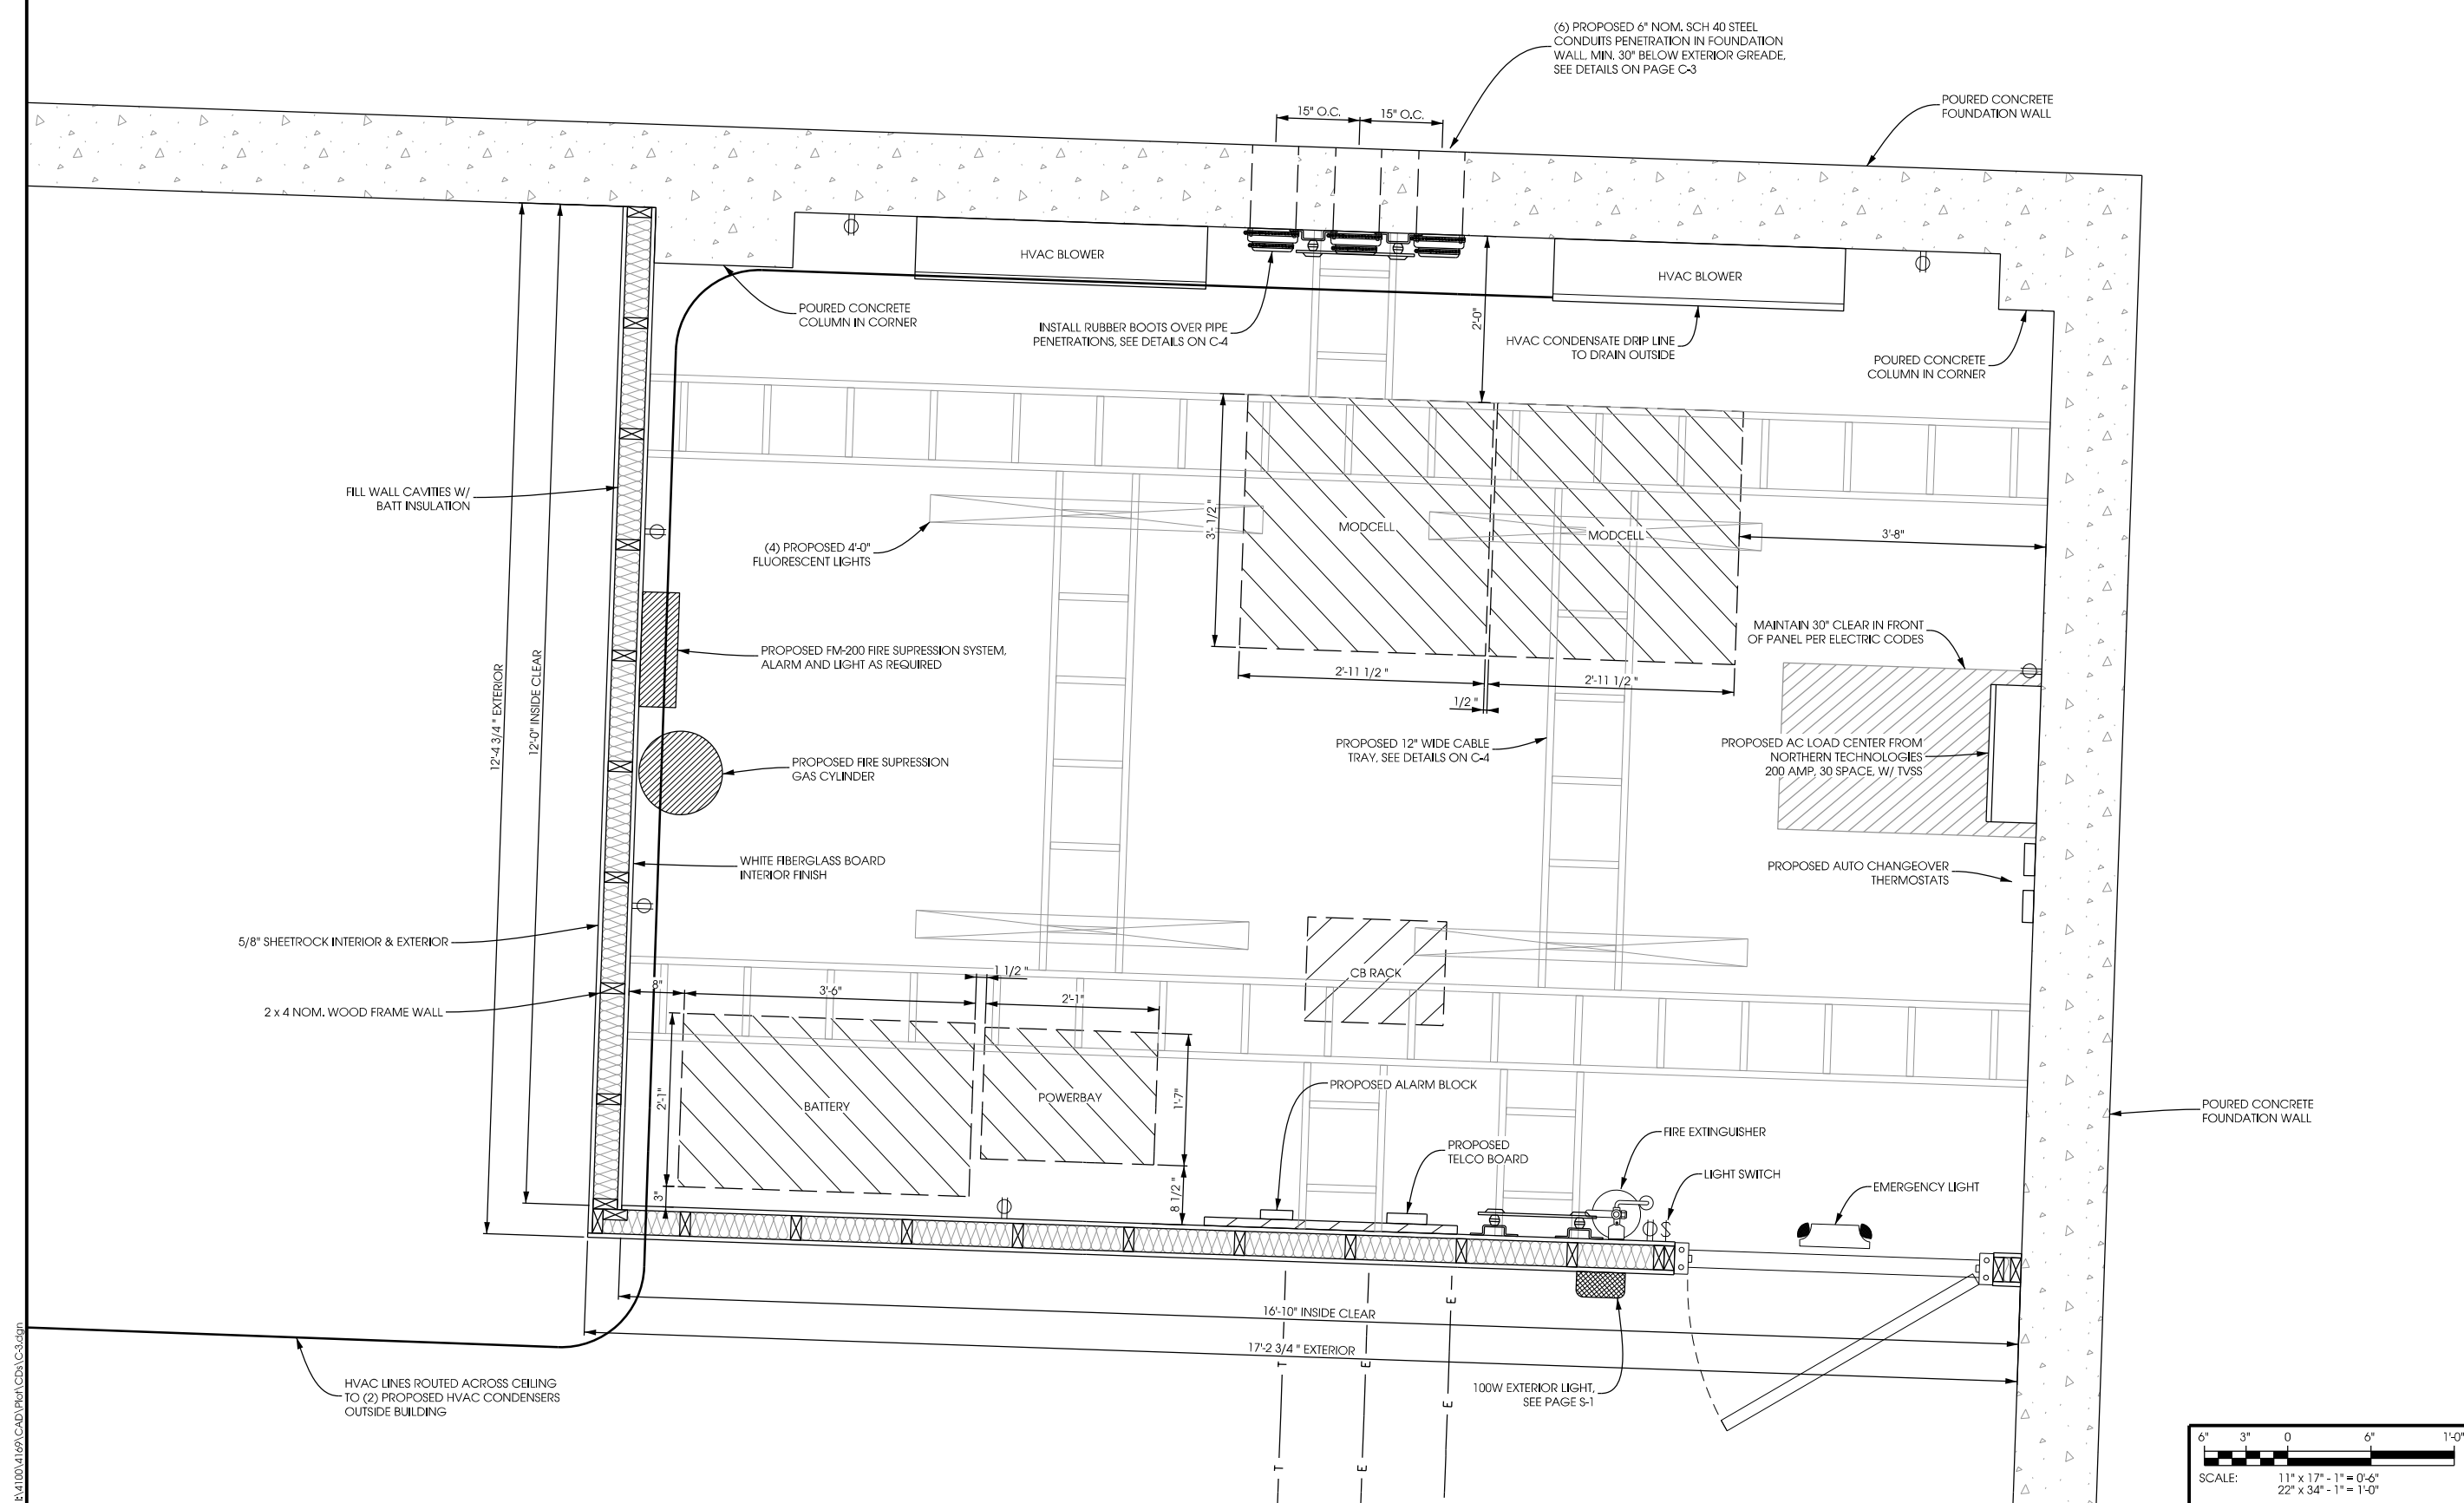 (6) PROPOSED 6" NOM. SCH 40 STEEL
CONDUITS PENETRATION IN FOUNDATION
WALL, MIN. 30" BELOW EXTERIOR GREADE,
SEE DETAILS ON PAGE C-3
POURED CONCRETE
FOUNDATION WALL
15" O.C.
15" O.C.
HVAC BLOWER
HVAC BLOWER
POURED CONCRETE
COLUMN IN CORNER
INSTALL RUBBER BOOTS OVER PIPE
PENETRATIONS, SEE DETAILS ON C-4
2'-0"
HVAC CONDENSATE DRIP LINE
TO DRAIN OUTSIDE
POURED CONCRETE
COLUMN IN CORNER
FILL WALL CAVITIES W/
BATT INSULATION
(4) PROPOSED 4'-0"
FLUORESCENT LIGHTS
3'- 1/2 "
MODCELL
MODCELL
3'-8"
12'-4 3/4 " EXTERIOR
12'-0" INSIDE CLEAR
PROPOSED FM-200 FIRE SUPRESSION SYSTEM,
ALARM AND LIGHT AS REQUIRED
MAINTAIN 30" CLEAR IN FRONT
OF PANEL PER ELECTRIC CODES
2'-11 1/2 "
2'-11 1/2 "
1/2 "
PROPOSED 12" WIDE CABLE
TRAY, SEE DETAILS ON C-4
PROPOSED AC LOAD CENTER FROM
NORTHERN TECHNOLOGIES
200 AMP, 30 SPACE, W/ TVSS
PROPOSED FIRE SUPRESSION
GAS CYLINDER
WHITE FIBERGLASS BOARD
INTERIOR FINISH
PROPOSED AUTO CHANGEOVER
THERMOSTATS
5/8" SHEETROCK INTERIOR & EXTERIOR
2 x 4 NOM. WOOD FRAME WALL
8"
3'-6"
1 1/2 "
2'-1"
CB RACK
2'-1"
BATTERY
POWERBAY
1'-7"
PROPOSED ALARM BLOCK
PROPOSED
TELCO BOARD
FIRE EXTINGUISHER
LIGHT SWITCH
EMERGENCY LIGHT
POURED CONCRETE
FOUNDATION WALL
3"
8 1/2 "
$
16'-10" INSIDE CLEAR
17'-2 3/4 " EXTERIOR
E
T
E
E
T
E
100W EXTERIOR LIGHT,
SEE PAGE S-1
HVAC LINES ROUTED ACROSS CEILING
TO (2) PROPOSED HVAC CONDENSERS
OUTSIDE BUILDING
E:\4100\4169\CAD\Plot\CDs\C-3.dgn
6" 3" 0 6" 1'-0"
SCALE: 11" x 17" - 1" = 0'-6"
22" x 34" - 1" = 1'-0"